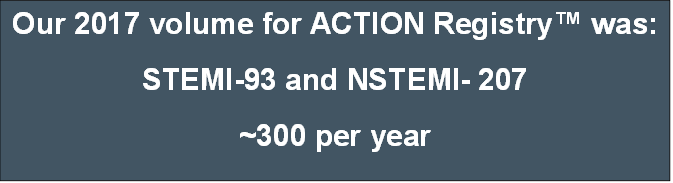 Our 2017 volume for ACTION Registry™ was:
STEMI-93 and NSTEMI- 207
~300 per year